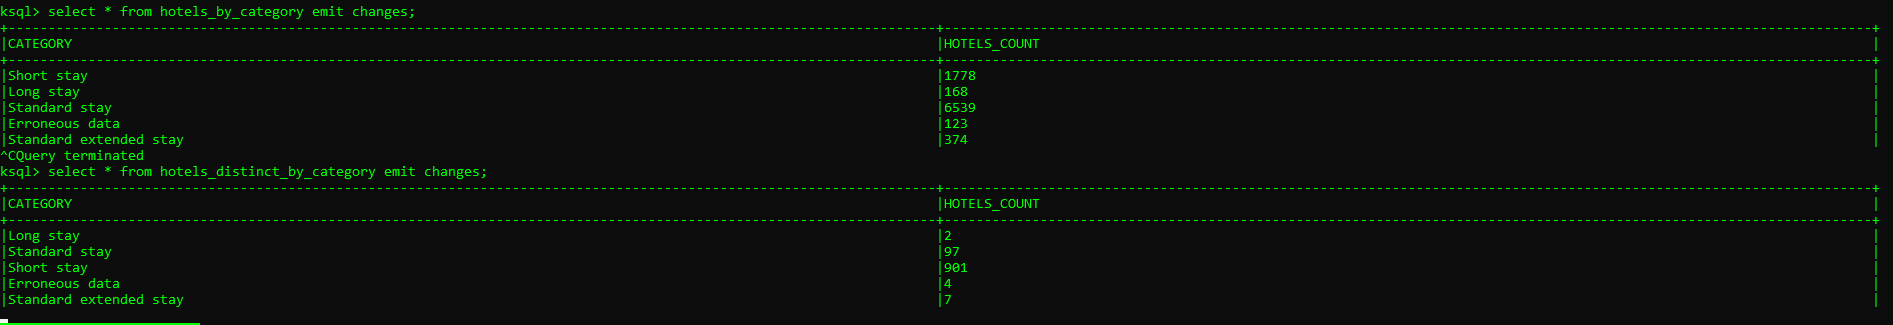 ksql> select * from hotels_by_category emit changes;
|CATEGORY |HOTELS_COUNT |
|Short stay |1778 |
|Long stay |168 |
|Standard stay |6539 |
|Erroneous data |123 |
|Standard extended stay |374 |
^CQuery terminated
ksql> select * from hotels_distinct_by_category emit changes;
|CATEGORY |HOTELS_COUNT |
|Long stay |2 |
|Standard stay |97 |
|Short stay |901 |
|Erroneous data |4 |
|Standard extended stay |7 |